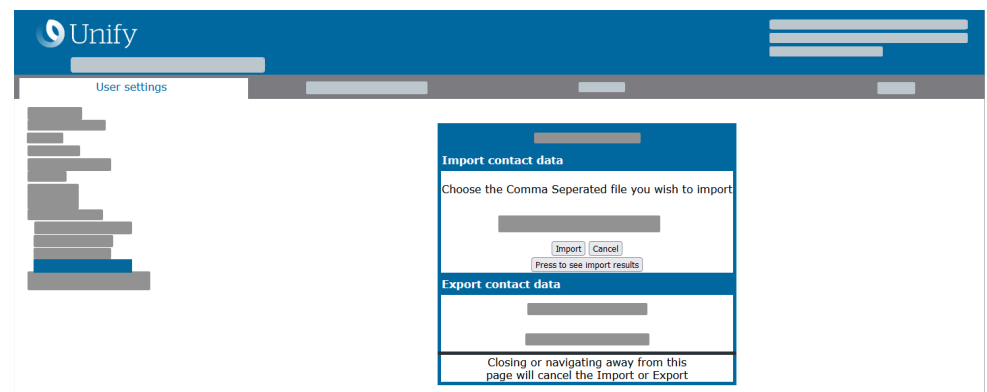 Unify
User settings
Import contact data
Choose the Comma Seperated file you wish to import
Import Cancel
Press to see import results
Export contact data
Closing or navigating away from this
page will cancel the Import or Export